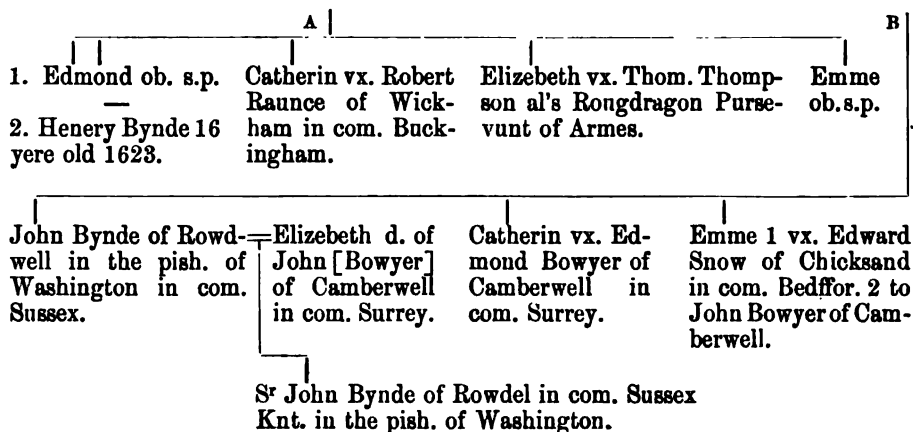 A B
1. Edmond ob. s.p.
—
2. Henery Bynde 16
yere old 1623.
Catherin vx. Robert
Raunce of Wick-
ham in com. Buck-
ingham.
Elizebeth vx. Thom. Thomp-
son al's Rongdragon Purse-
vunt of Armes.
Emme
ob.s.p.
John Bynde of Rowd-
well in the pish. of
Washington in com.
Sussex.
Elizebeth d. of
John [Bowyer]
of Camberwell
in com. Surrey.
Catherin vx. Ed-
mond Bowyer of
Camberwell in
com. Surrey.
Emme 1 vx. Edward
Snow of Chicksand
in com. Bedffor. 2 to
John Bowyer of Cam-
berwell.
Sʳ John Bynde of Rowdel in com. Sussex
Knt. in the pish. of Washington.